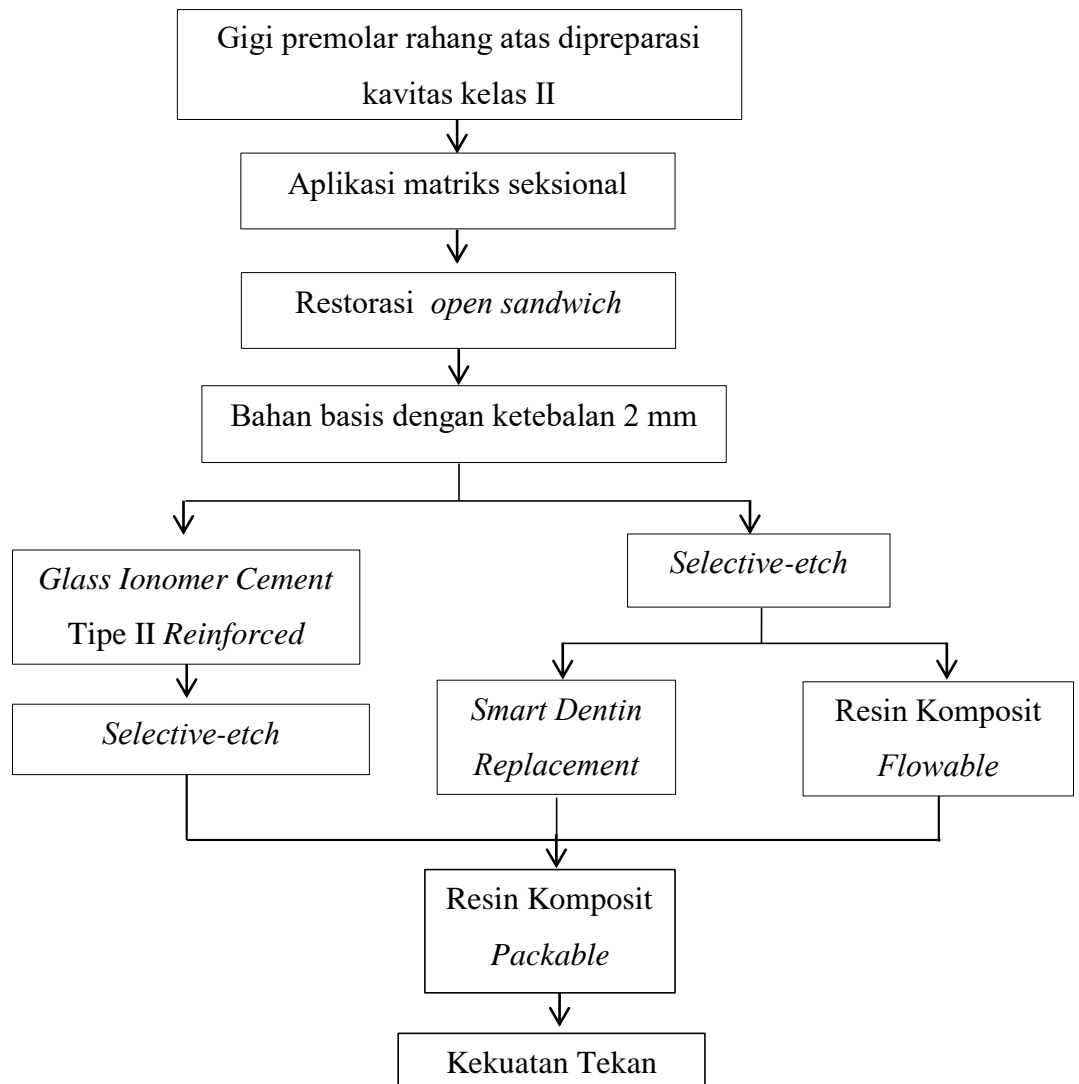 Gigi premolar rahang atas dipreparasi
kavitas kelas II
Aplikasi matriks seksional
Restorasi open sandwich
Bahan basis dengan ketebalan 2 mm
Glass Ionomer Cement
Tipe II Reinforced
Selective-etch
Selective-etch
Smart Dentin
Replacement
Resin Komposit
Flowable
Resin Komposit
Packable
Kekuatan Tekan